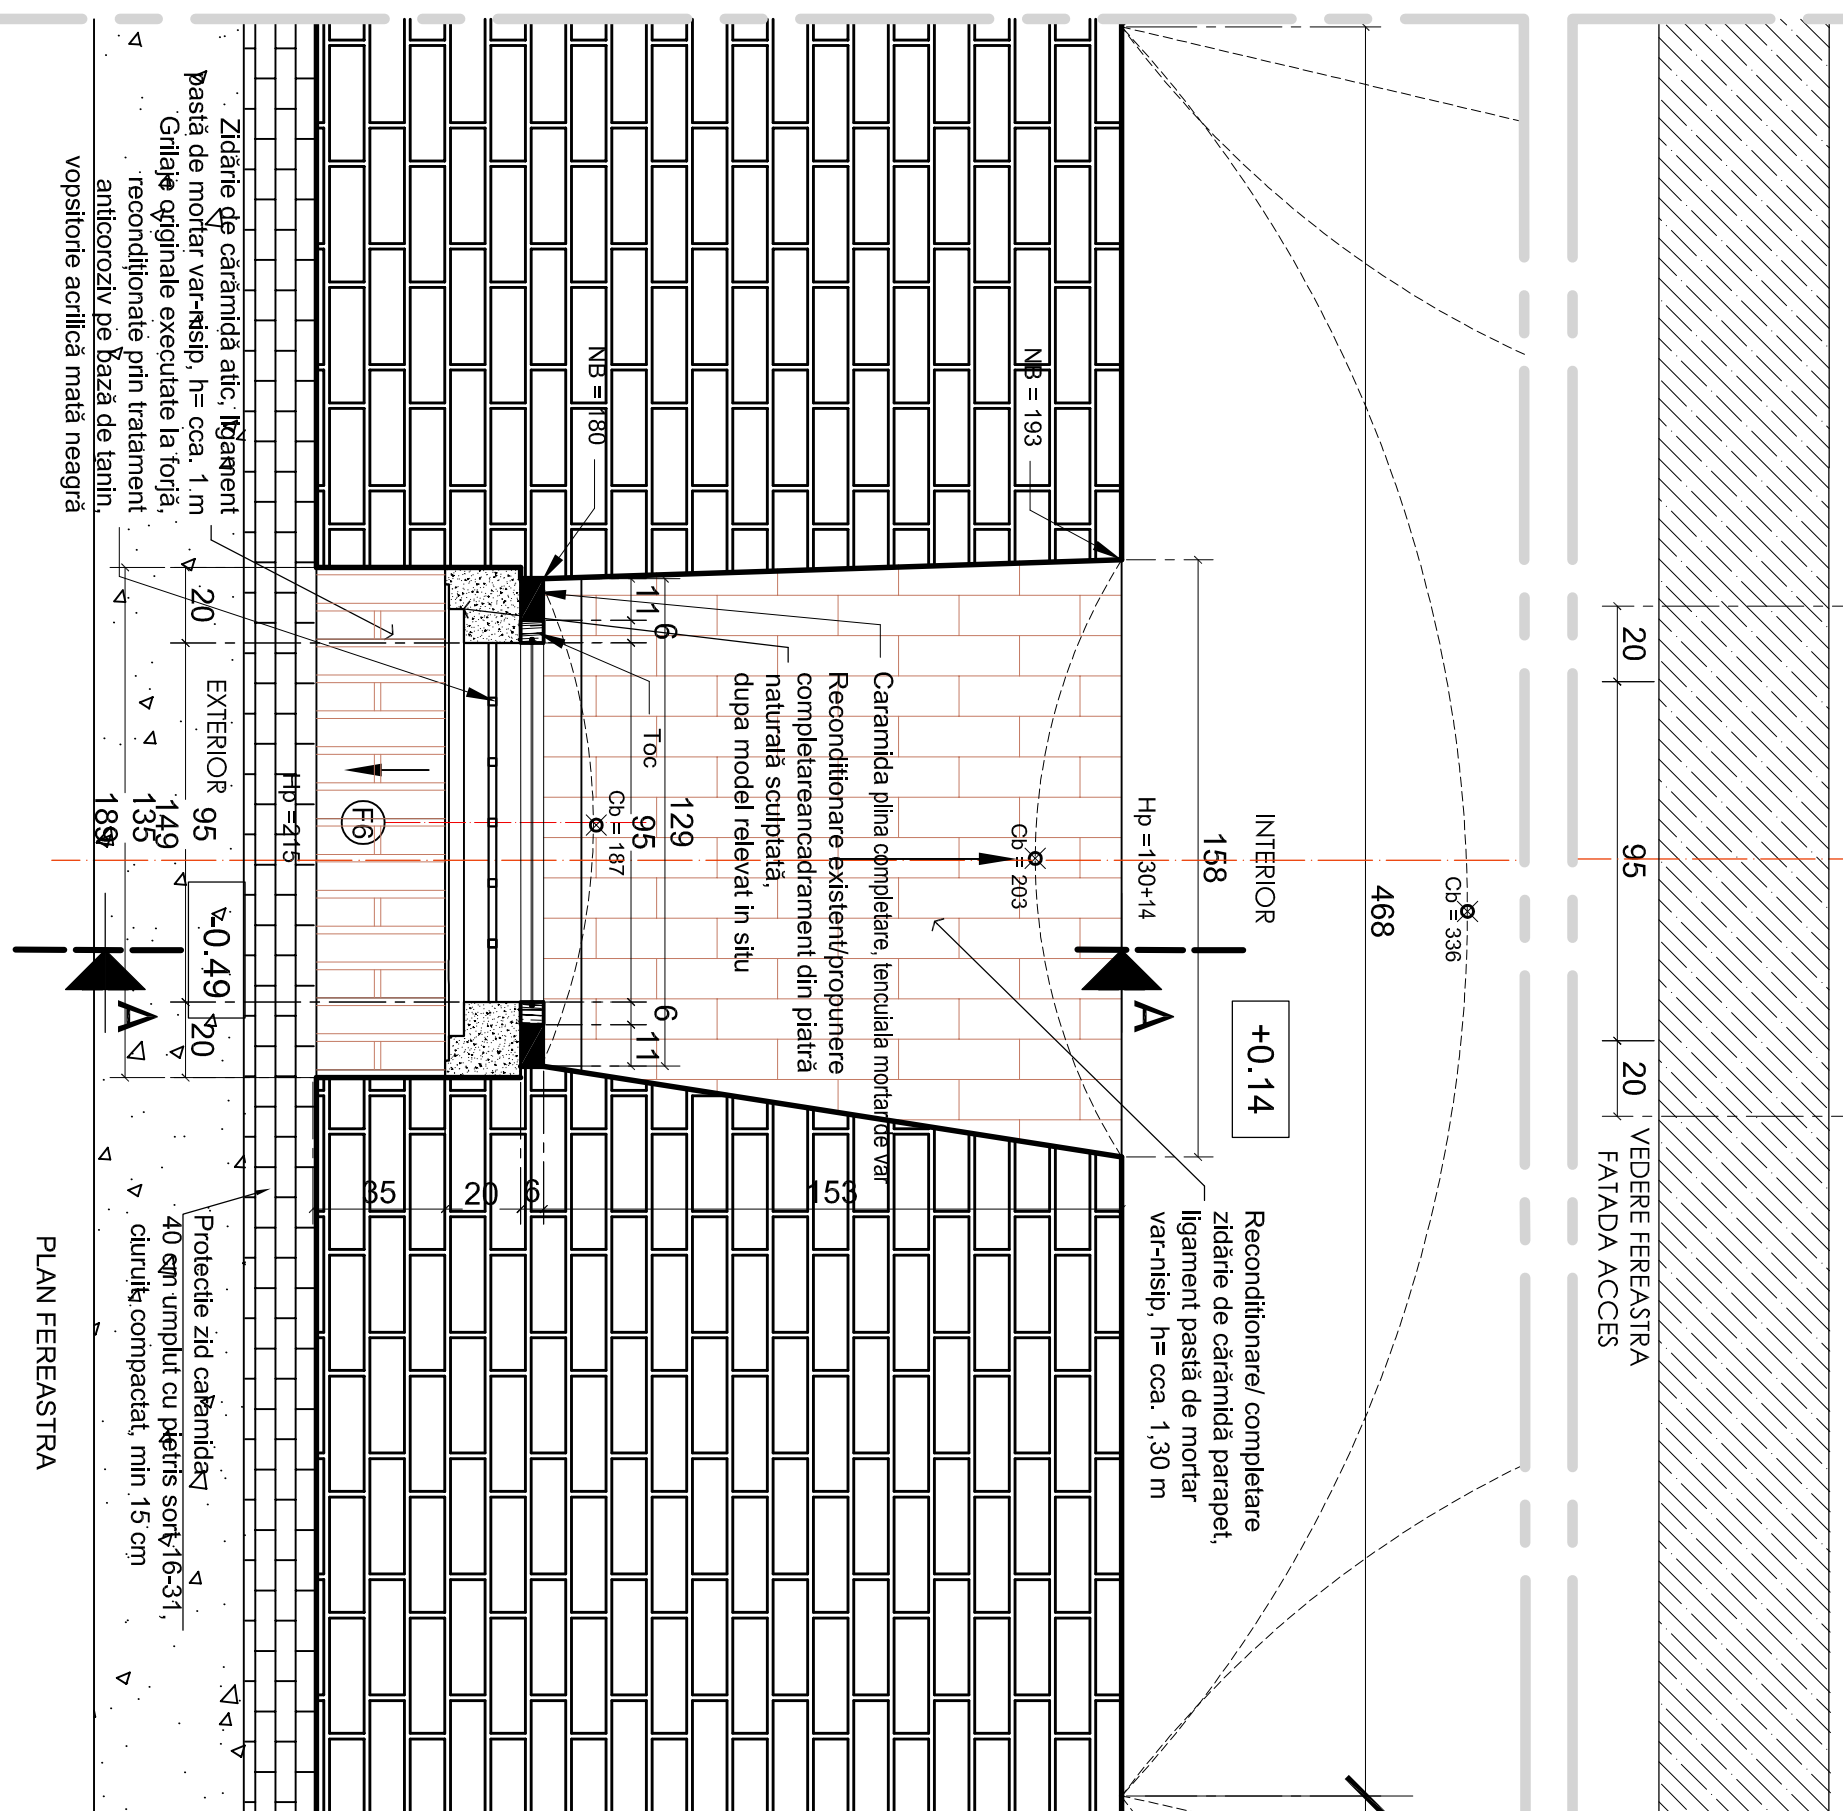 VEDERE FEREASTRA
FATADA ACCES
20
95
20
Cb = 336
468
INTERIOR
+0.14
158
Hp =130+14
A
Reconditionare/ completare
zidărie de cărămidă parapet,
ligament pastă de mortar
var-nisip, h= cca. 1,30 m
NB = 193
Cb = 203
Caramida plina completare, tencuiala mortar de var
Reconditionare existent/propunere
completareancadrament din piatră
naturală sculptată,
dupa model relevat in situ
153
6
20
35
129
11
6
95
6
11
Toc
Cb = 187
NB = 180
F6
Hp =215
EXTERIOR
-0.49
20
95
20
149
135
189
A
Zidărie de cărămidă atic, ligament
pastă de mortar var-nisip, h= cca. 1 m
Grilaje originale executate la forjă,
recondiționate prin tratament
anticoroziv pe bază de tanin,
vopsitorie acrilică mată neagră
Protectie zid caramida
40 cm umplut cu pietris sort 16-31,
ciuruit, compactat, min 15 cm
PLAN FEREASTRA